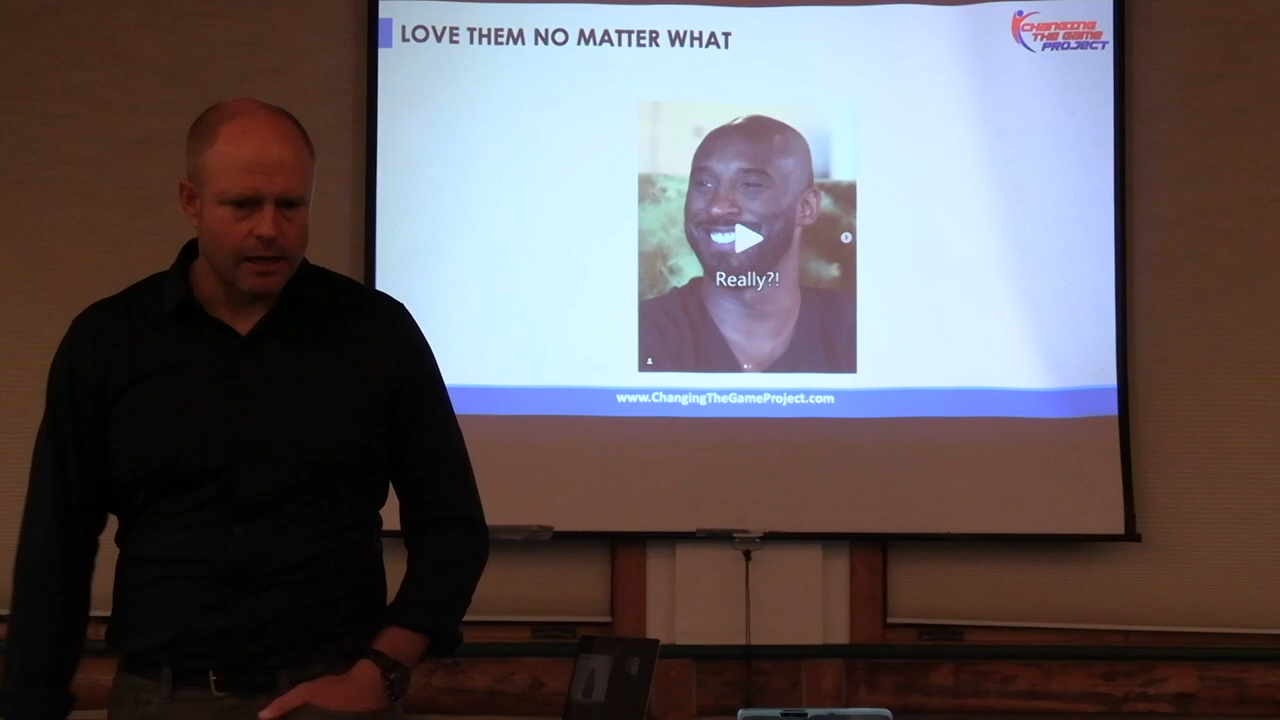 LOVE THEM NO MATTER WHAT
CHANGING
THE GAME
PROJECT
Really?!
www.ChangingTheGameProject.com